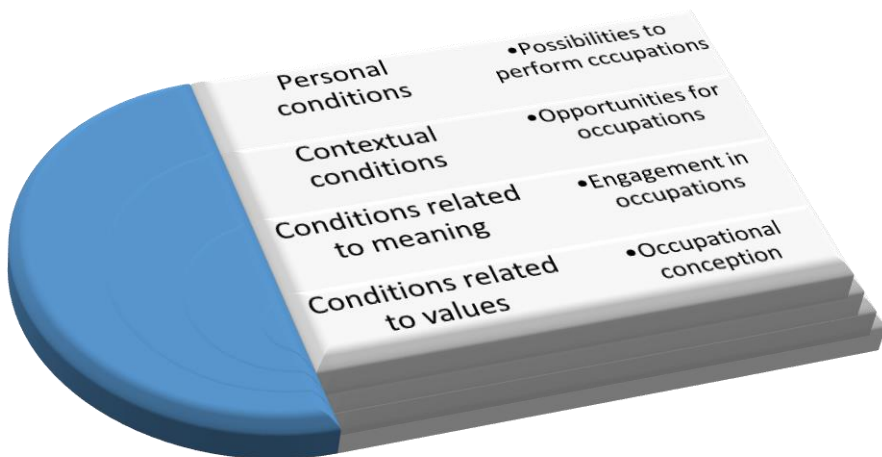 Personal
conditions
•Possibilities to
perform cccupations
Contextual
conditions
•Opportunities for
occupations
Conditions related
to meaning
•Engagement in
occupations
Conditions related
to values
•Occupational
conception